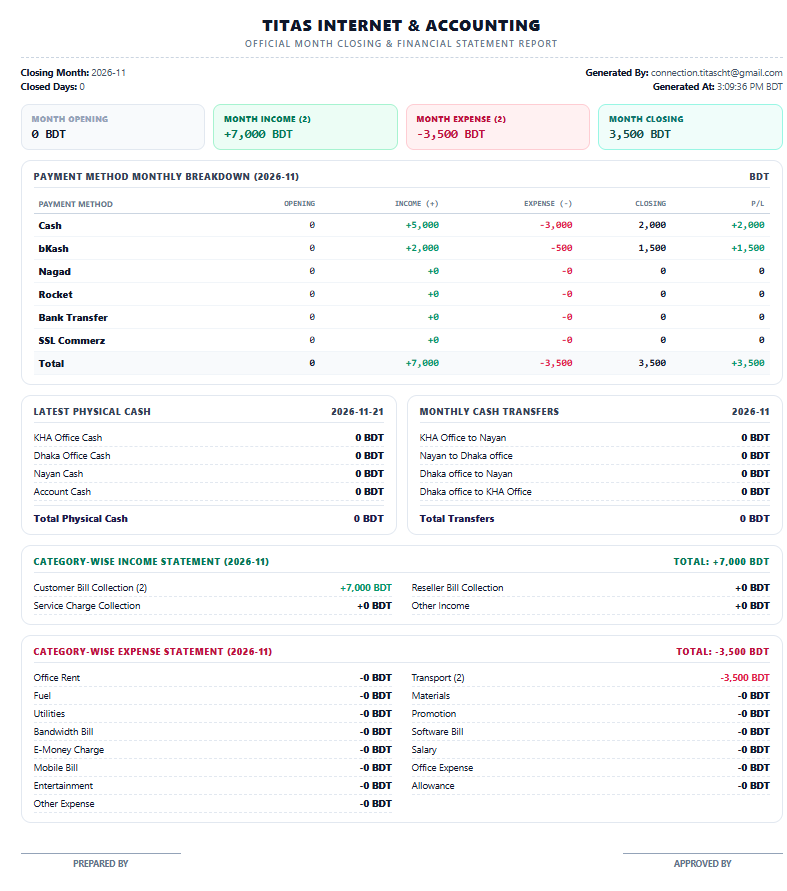 TITAS INTERNET & ACCOUNTING
OFFICIAL MONTH CLOSING & FINANCIAL STATEMENT REPORT
Closing Month: 2026-11 Generated By: connection.titascht@gmail.com
Closed Days: 0 Generated At: 3:09:36 PM BDT
MONTH OPENING MONTH INCOME (2) MONTH EXPENSE (2) MONTH CLOSING
0 BDT +7,000 BDT -3,500 BDT 3,500 BDT
PAYMENT METHOD MONTHLY BREAKDOWN (2026-11) BDT
PAYMENT METHOD OPENING INCOME (+) EXPENSE (-) CLOSING P/L
Cash 0 +5,000 -3,000 2,000 +2,000
bKash 0 +2,000 -500 1,500 +1,500
Nagad 0 +0 -0 0 0
Rocket 0 +0 -0 0 0
Bank Transfer 0 +0 -0 0 0
SSL Commerz 0 +0 -0 0 0
Total 0 +7,000 -3,500 3,500 +3,500
LATEST PHYSICAL CASH 2026-11-21
KHA Office Cash 0 BDT
Dhaka Office Cash 0 BDT
Nayan Cash 0 BDT
Account Cash 0 BDT
Total Physical Cash 0 BDT
MONTHLY CASH TRANSFERS 2026-11
KHA Office to Nayan 0 BDT
Nayan to Dhaka office 0 BDT
Dhaka office to Nayan 0 BDT
Dhaka office to KHA Office 0 BDT
Total Transfers 0 BDT
CATEGORY-WISE INCOME STATEMENT (2026-11) TOTAL: +7,000 BDT
Customer Bill Collection (2) +7,000 BDT Reseller Bill Collection +0 BDT
Service Charge Collection +0 BDT Other Income +0 BDT
CATEGORY-WISE EXPENSE STATEMENT (2026-11) TOTAL: -3,500 BDT
Office Rent -0 BDT Transport (2) -3,500 BDT
Fuel -0 BDT Materials -0 BDT
Utilities -0 BDT Promotion -0 BDT
Bandwidth Bill -0 BDT Software Bill -0 BDT
E-Money Charge -0 BDT Salary -0 BDT
Mobile Bill -0 BDT Office Expense -0 BDT
Entertainment -0 BDT Allowance -0 BDT
Other Expense -0 BDT
PREPARED BY APPROVED BY